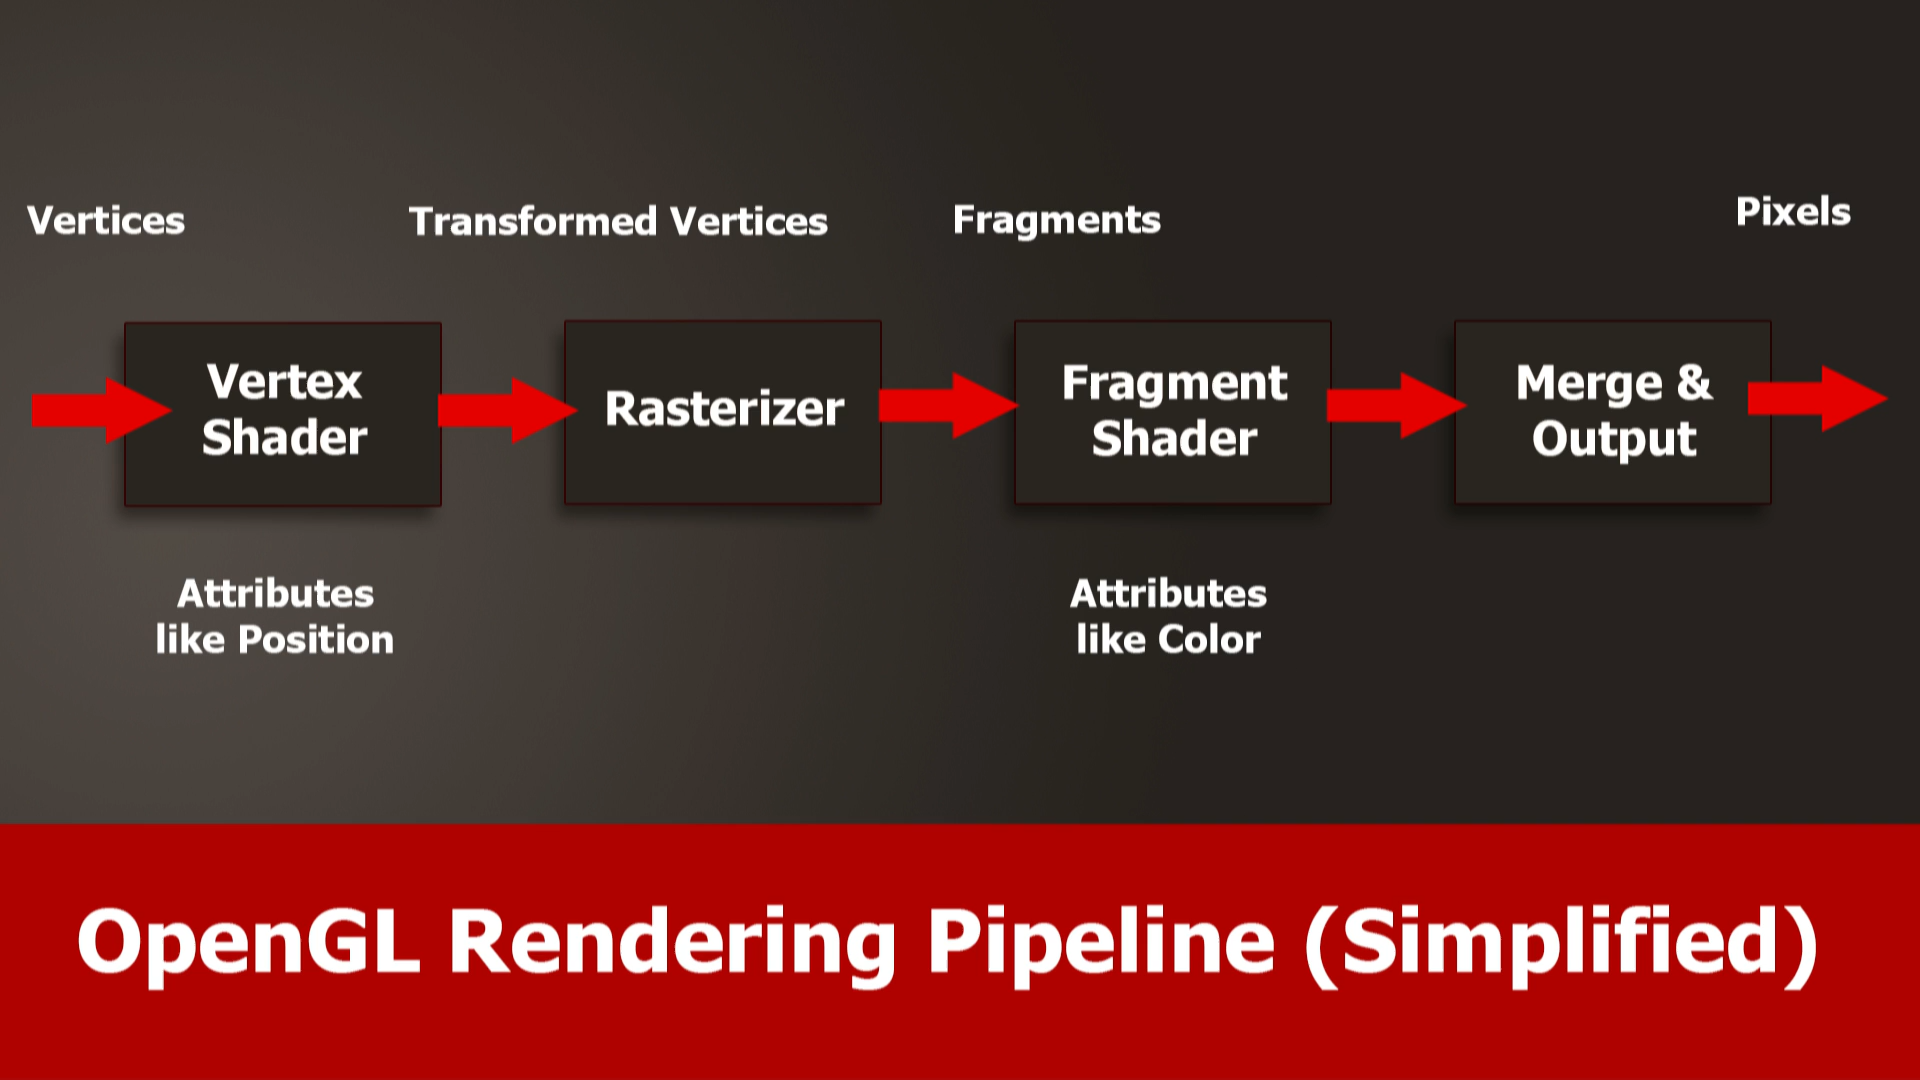 Vertices
Transformed Vertices
Fragments
Pixels
Vertex
Shader
Rasterizer
Fragment
Shader
Merge &
Output
Attributes
like Position
Attributes
like Color
OpenGL Rendering Pipeline (Simplified)